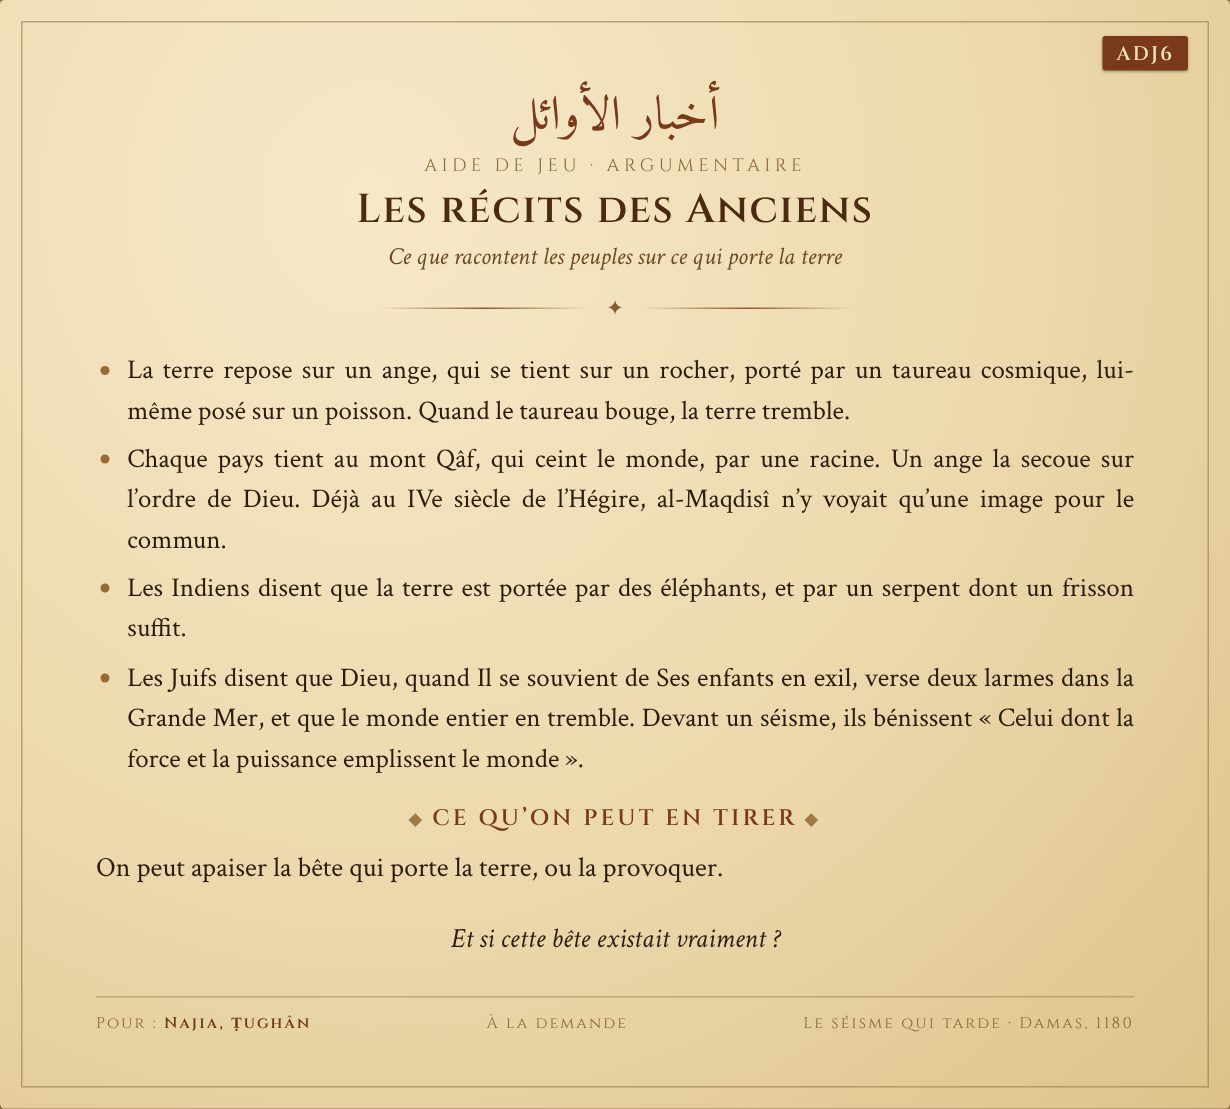 ADJ6
أخبار الأوائل
AIDE DE JEU · ARGUMENTAIRE
LES RÉCITS DES ANCIENS
Ce que racontent les peuples sur ce qui porte la terre
• La terre repose sur un ange, qui se tient sur un rocher, porté par un taureau cosmique, lui-
même posé sur un poisson. Quand le taureau bouge, la terre tremble.
• Chaque pays tient au mont Qâf, qui ceint le monde, par une racine. Un ange la secoue sur
l’ordre de Dieu. Déjà au IVe siècle de l’Hégire, al-Maqdisî n’y voyait qu’une image pour le
commun.
• Les Indiens disent que la terre est portée par des éléphants, et par un serpent dont un frisson
suffit.
• Les Juifs disent que Dieu, quand Il se souvient de Ses enfants en exil, verse deux larmes dans la
Grande Mer, et que le monde entier en tremble. Devant un séisme, ils bénissent « Celui dont la
force et la puissance emplissent le monde ».
◆ CE QU’ON PEUT EN TIRER ◆
On peut apaiser la bête qui porte la terre, ou la provoquer.
Et si cette bête existait vraiment ?
POUR : NAJIA, ṬUGHÂN
À LA DEMANDE
LE SÉISME QUI TARDE · DAMAS, 1180